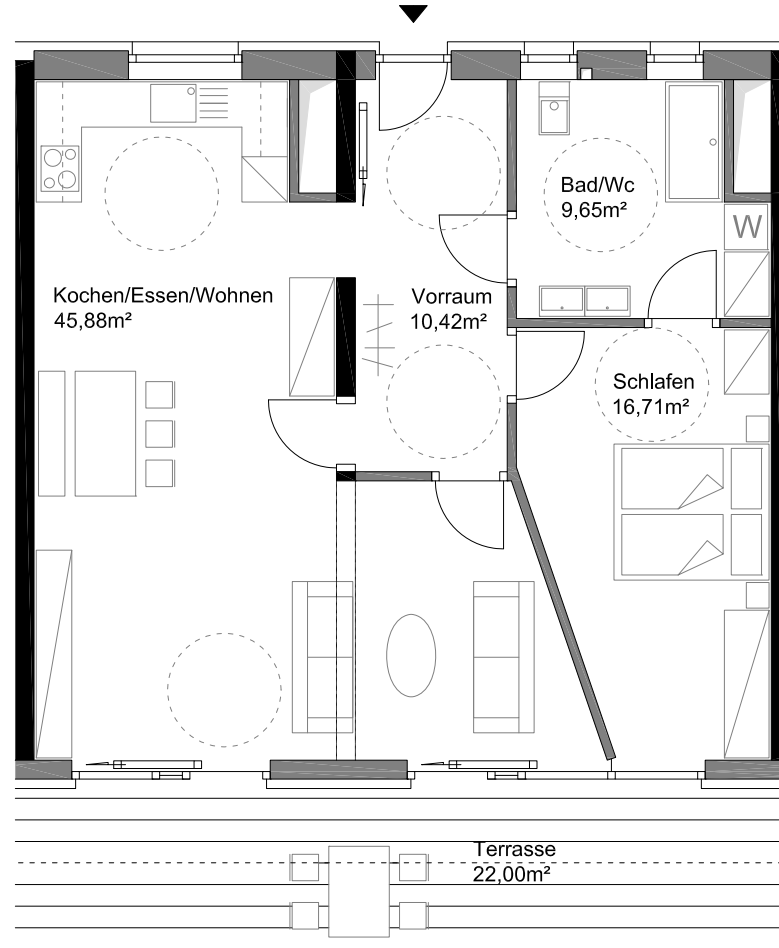 Bad/Wc
9,65m²
W
Kochen/Essen/Wohnen
45,88m²
Vorraum
10,42m²
Schlafen
16,71m²
Terrasse
22,00m²